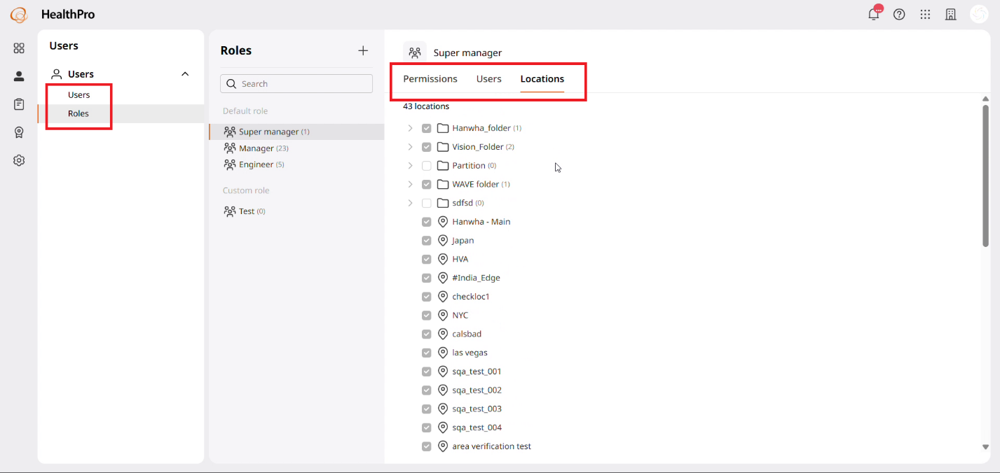 HealthPro
Users
Users
Users
Roles
Roles
Search
Default role
Super manager (1)
Manager (23)
Engineer (5)
Custom role
Test (0)
Super manager
Permissions Users Locations
43 locations
Hanwha_folder (1)
Vision_Folder (2)
Partition (0)
WAVE folder (1)
sdfsd (0)
Hanwha - Main
Japan
HVA
#India_Edge
checkloc1
NYC
calsbad
las vegas
sqa_test_001
sqa_test_002
sqa_test_003
sqa_test_004
area verification test